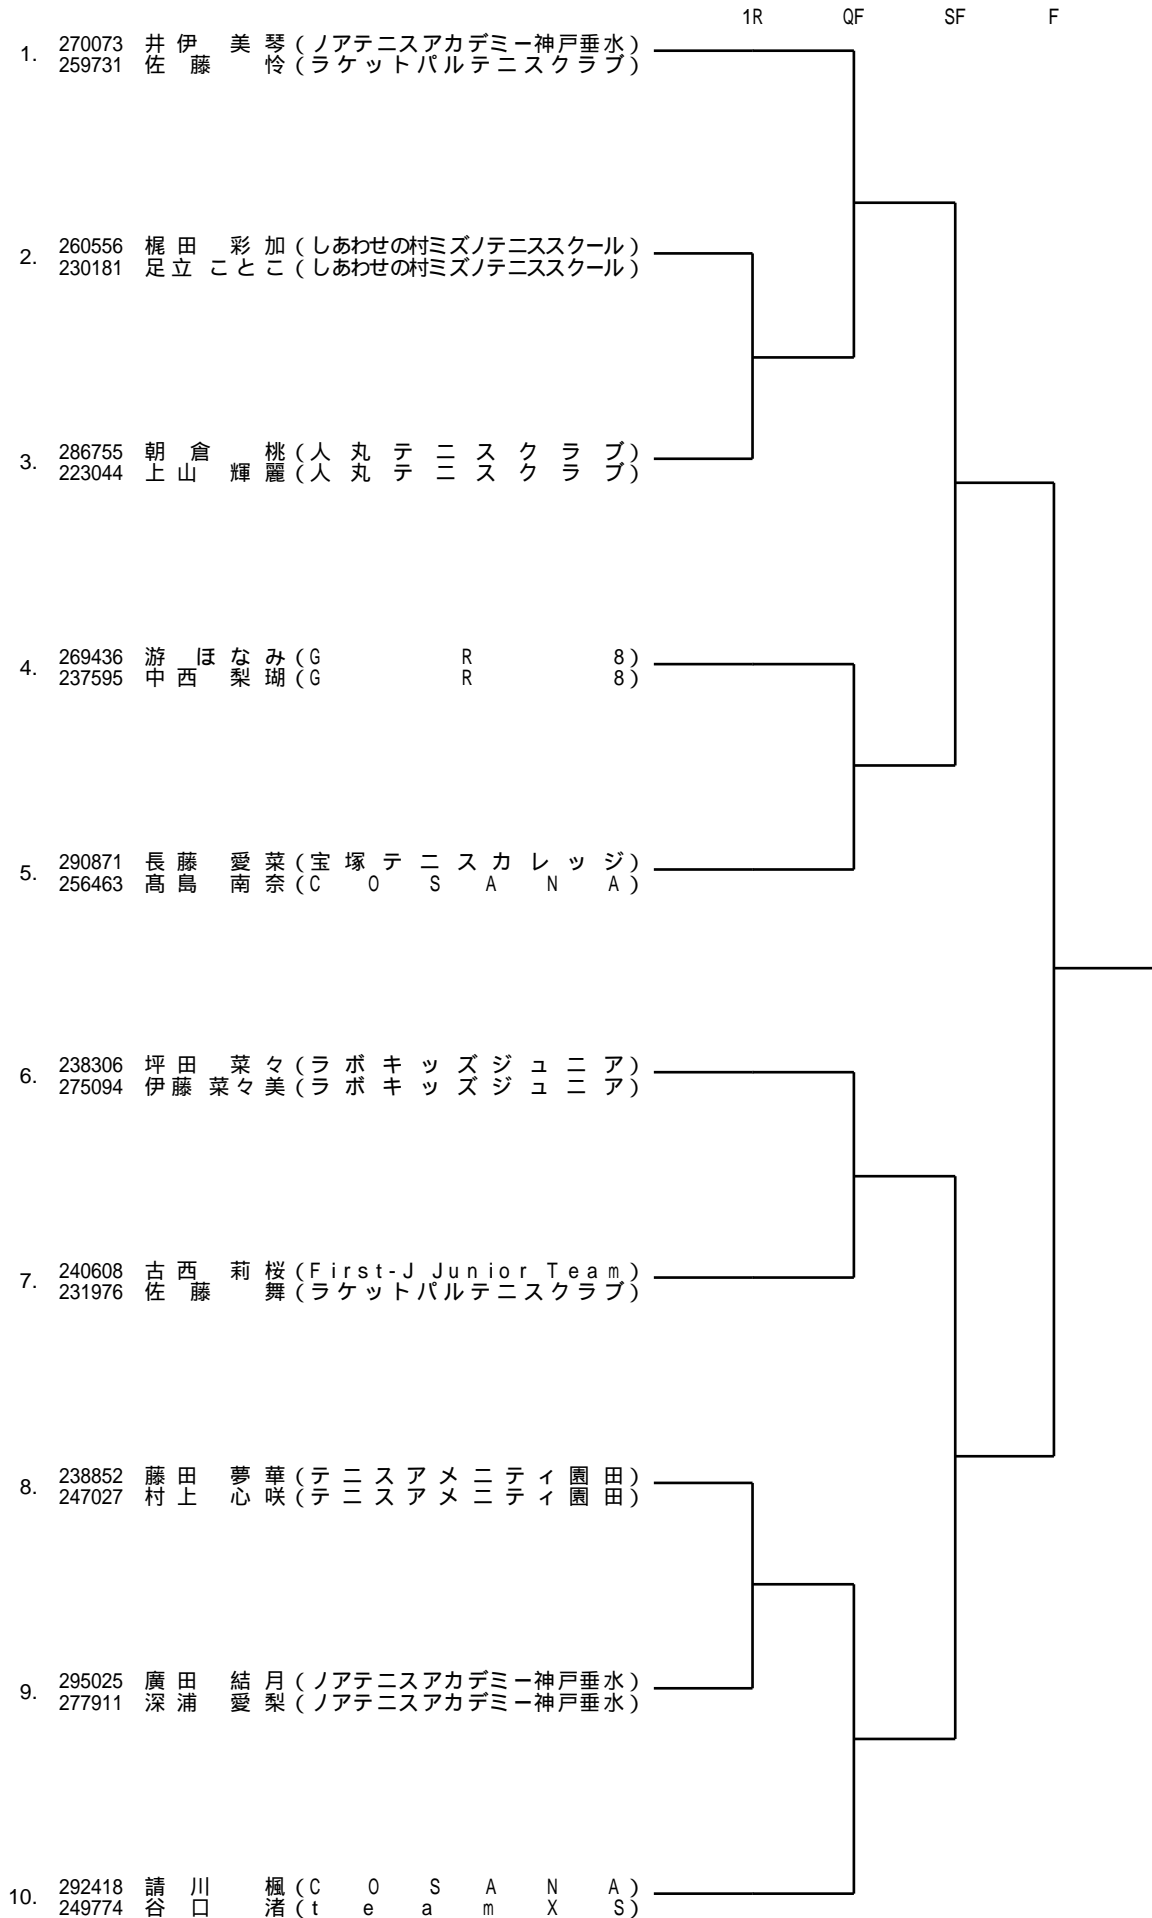 1R QF SF F
1. 270073 井伊 美琴(ノアテニスアカデミー神戸垂水)
259731 佐藤 怜(ラケットパルテニスクラブ)
2. 260556 梶田 彩加(しあわせの村ミズノテニススクール)
230181 足立 ことこ(しあわせの村ミズノテニススクール)
3. 286755 朝倉 桃(人丸テニスクラブ)
223044 上山 輝麗(人丸テニスクラブ)
4. 269436 游 ほなみ(GR8)
237595 中西 梨瑚(GR8)
5. 290871 長藤 愛菜(宝塚テニスカレッジ)
256463 髙島 南奈(COSANA)
6. 238306 坪田 菜々(ラボキッズジュニア)
275094 伊藤 菜々美(ラボキッズジュニア)
7. 240608 古西 莉桜(First-J Junior Team)
231976 佐藤 舞(ラケットパルテニスクラブ)
8. 238852 藤田 夢華(テニスアメニティ園田)
247027 村上 心咲(テニスアメニティ園田)
9. 295025 廣田 結月(ノアテニスアカデミー神戸垂水)
277911 深浦 愛梨(ノアテニスアカデミー神戸垂水)
10. 292418 請川 楓(COSANA)
249774 谷口 渚(teamXS)